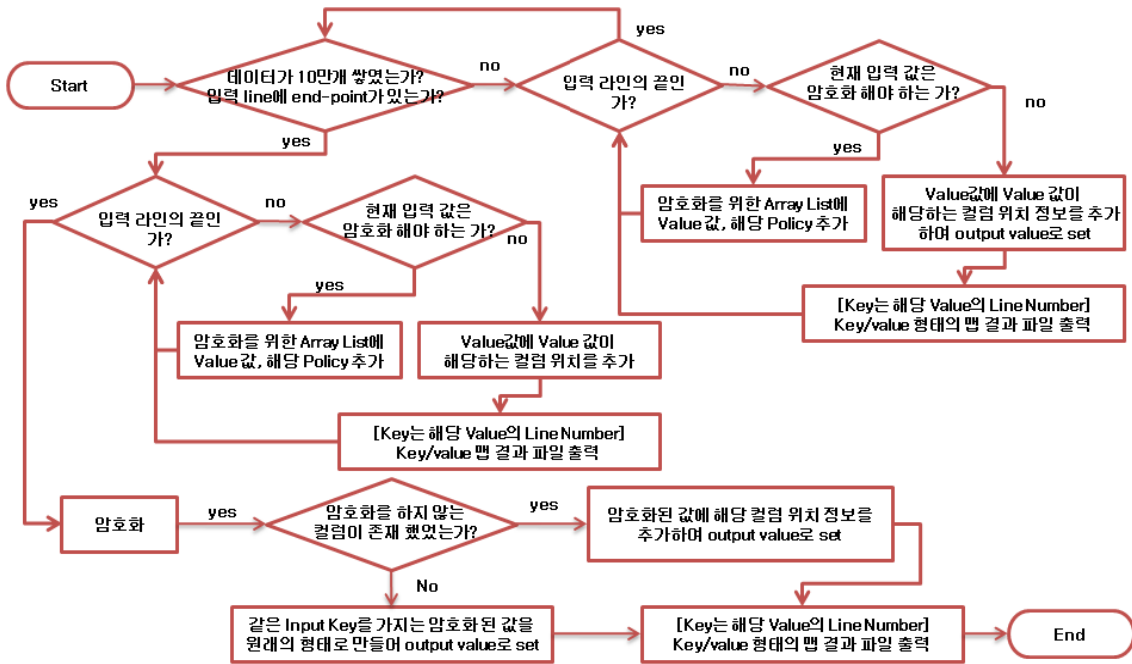 Start
데이터가 10만개 쌓였는가?
입력 line에 end-point가 있는가?
no
yes
입력 라인의 끝인
가?
no
현재 입력 값은
암호화 해야 하는 가?
no
yes
yes
암호화를 위한 Array List에
Value 값, 해당 Policy 추가
Value값에 Value 값이
해당하는 컬럼 위치 정보를 추가
하여 output value로 set
[Key는 해당 Value의 Line Number]
Key/value 형태의 맵 결과 파일 출력
yes
입력 라인의 끝인
가?
no
현재 입력 값은
암호화 해야 하는 가?
no
yes
암호화를 위한 Array List에
Value 값, 해당 Policy 추가
Value값에 Value 값이
해당하는 컬럼 위치를 추가
[Key는 해당 Value의 Line Number]
Key/value 맵 결과 파일 출력
암호화
yes
암호화를 하지 않는
컬럼이 존재 했었는가?
yes
암호화된 값에 해당 컬럼 위치 정보를
추가하여 output value로 set
No
같은 Input Key를 가지는 암호화 된 값을
원래의 형태로 만들어 output value로 set
[Key는 해당 Value의 Line Number]
Key/value 형태의 맵 결과 파일 출력
End